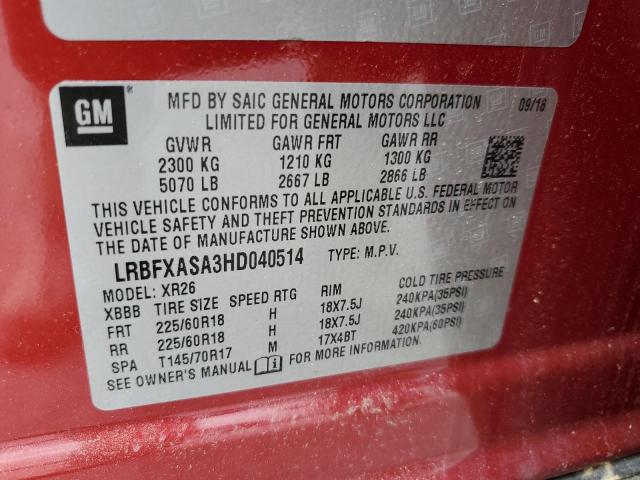 GM
GM ® MFD BY SAIC GENERAL MOTORS CORPORATION 09/16
LIMITED FOR GENERAL MOTORS LLC
GVWR GAWR FRT GAWR RR
2300 KG 1210 KG 1300 KG
5070 LB 2667 LB 2866 LB
THIS VEHICLE CONFORMS TO ALL APPLICABLE U.S. FEDERAL MOTOR
VEHICLE SAFETY AND THEFT PREVENTION STANDARDS IN EFFECT ON
THE DATE OF MANUFACTURE SHOWN ABOVE.
LRBFXASA3HD040514 TYPE: M.P.V.
MODEL: XR26
XBBB TIRE SIZE SPEED RTG RIM COLD TIRE PRESSURE
FRT 225/60R18 H 18X7.5J 240KPA(35PSI)
RR 225/60R18 H 18X7.5J 240KPA(35PSI)
SPA T145/70R17 M 17X4BT 420KPA(60PSI)
SEE OWNER'S MANUAL FOR MORE INFORMATION.